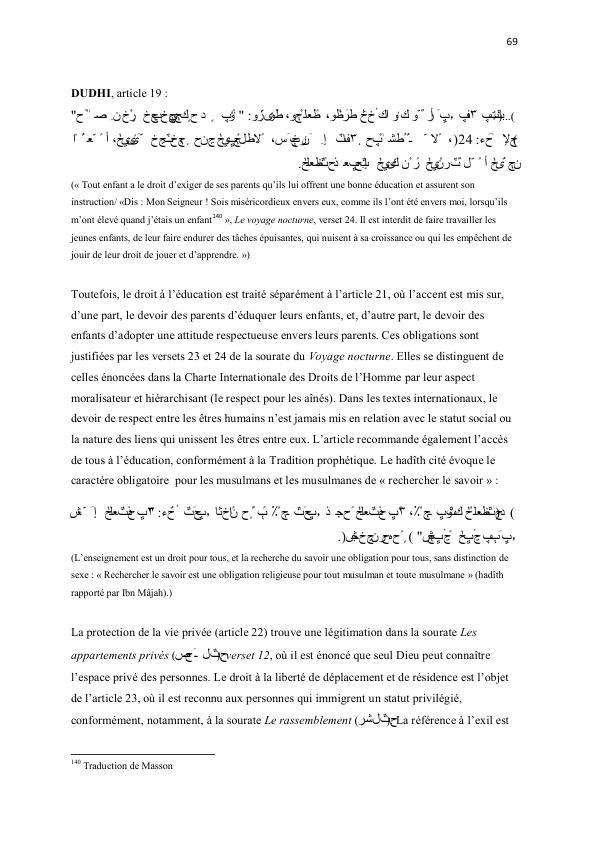 69
DUDHI, article 19 :
(« Tout enfant a le droit d’exiger de ses parents qu’ils lui offrent une bonne éducation et assurent son
instruction/ «Dis : Mon Seigneur ! Sois miséricordieux envers eux, comme ils l’ont été envers moi, lorsqu’ils
m’ont élevé quand j’étais un enfant140 », Le voyage nocturne, verset 24. Il est interdit de faire travailler les
jeunes enfants, de leur faire endurer des tâches épuisantes, qui nuisent à sa croissance ou qui les empêchent de
jouir de leur droit de jouer et d’apprendre. »)
Toutefois, le droit à l’éducation est traité séparément à l’article 21, où l’accent est mis sur,
d’une part, le devoir des parents d’éduquer leurs enfants, et, d’autre part, le devoir des
enfants d’adopter une attitude respectueuse envers leurs parents. Ces obligations sont
justifiées par les versets 23 et 24 de la sourate du Voyage nocturne. Elles se distinguent de
celles énoncées dans la Charte Internationale des Droits de l’Homme par leur aspect
moralisateur et hiérarchisant (le respect pour les aînés). Dans les textes internationaux, le
devoir de respect entre les êtres humains n’est jamais mis en relation avec le statut social ou
la nature des liens qui unissent les êtres entre eux. L’article recommande également l’accès
de tous à l’éducation, conformément à la Tradition prophétique. Le hadîth cité évoque le
caractère obligatoire pour les musulmans et les musulmanes de « rechercher le savoir » :
(L’enseignement est un droit pour tous, et la recherche du savoir une obligation pour tous, sans distinction de
sexe : « Rechercher le savoir est une obligation religieuse pour tout musulman et toute musulmane » (hadîth
rapporté par Ibn Mâjah).)
La protection de la vie privée (article 22) trouve une légitimation dans la sourate Les
appartements privés ( verset 12, où il est énoncé que seul Dieu peut connaître
l’espace privé des personnes. Le droit à la liberté de déplacement et de résidence est l’objet
de l’article 23, où il est reconnu aux personnes qui immigrent un statut privilégié,
conformément, notamment, à la sourate Le rassemblement ( La référence à l’exil est
140 Traduction de Masson